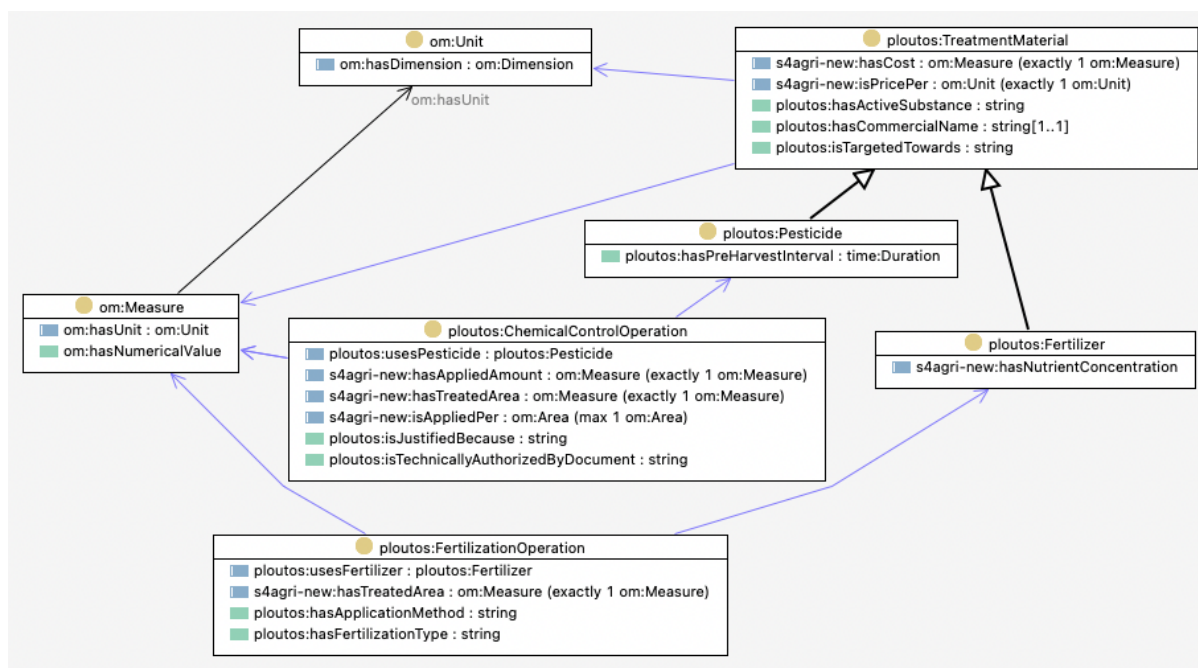 om:Unit
om:hasDimension : om:Dimension
om:hasUnit
ploutos:TreatmentMaterial
s4agri-new:hasCost : om:Measure (exactly 1 om:Measure)
s4agri-new:isPricePer : om:Unit (exactly 1 om:Unit)
ploutos:hasActiveSubstance : string
ploutos:hasCommercialName : string[1..1]
ploutos:isTargetedTowards : string
ploutos:Pesticide
ploutos:hasPreHarvestInterval : time:Duration
om:Measure
om:hasUnit : om:Unit
om:hasNumericalValue
ploutos:ChemicalControlOperation
ploutos:usesPesticide : ploutos:Pesticide
s4agri-new:hasAppliedAmount : om:Measure (exactly 1 om:Measure)
s4agri-new:hasTreatedArea : om:Measure (exactly 1 om:Measure)
s4agri-new:isAppliedPer : om:Area (max 1 om:Area)
ploutos:isJustifiedBecause : string
ploutos:isTechnicallyAuthorizedByDocument : string
ploutos:Fertilizer
s4agri-new:hasNutrientConcentration
ploutos:FertilizationOperation
ploutos:usesFertilizer : ploutos:Fertilizer
s4agri-new:hasTreatedArea : om:Measure (exactly 1 om:Measure)
ploutos:hasApplicationMethod : string
ploutos:hasFertilizationType : string